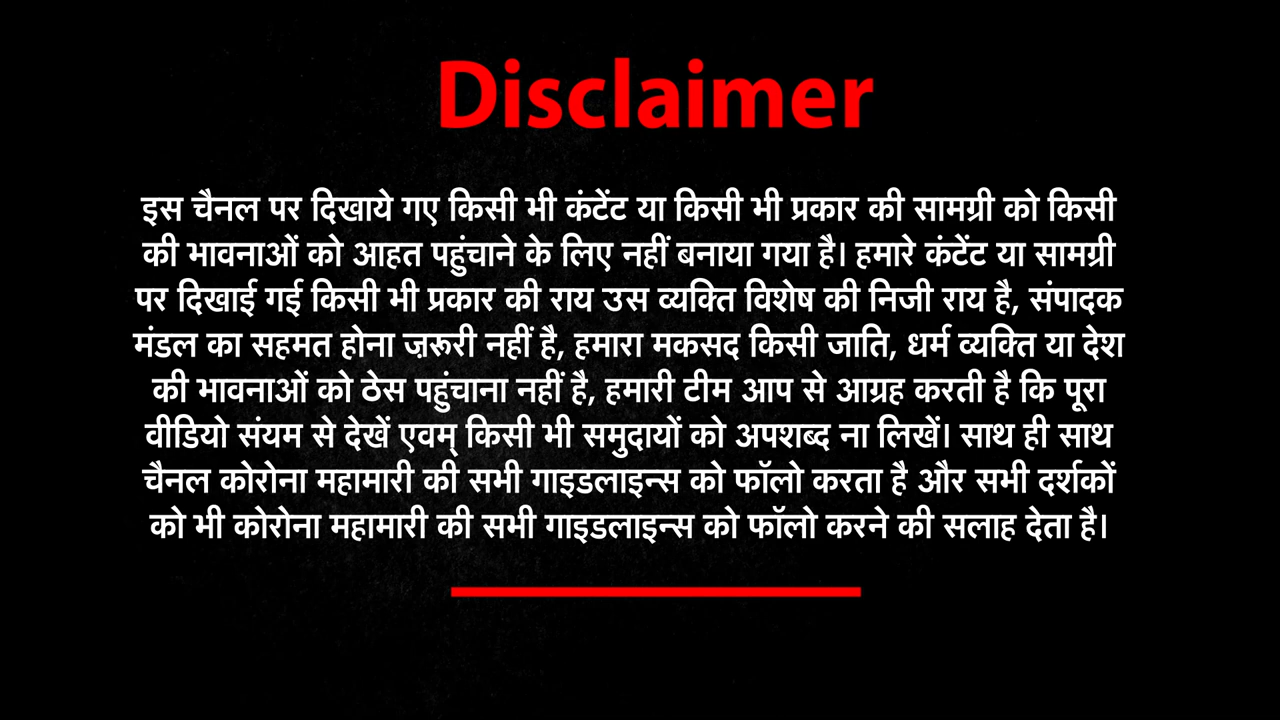 Disclaimer
इस चैनल पर दिखाये गए किसी भी कंटेंट या किसी भी प्रकार की सामग्री को किसी
की भावनाओं को आहत पहुंचाने के लिए नहीं बनाया गया है। हमारे कंटेंट या सामग्री
पर दिखाई गई किसी भी प्रकार की राय उस व्यक्ति विशेष की निजी राय है, संपादक
मंडल का सहमत होना ज़रूरी नहीं है, हमारा मकसद किसी जाति, धर्म व्यक्ति या देश
की भावनाओं को ठेस पहुंचाना नहीं है, हमारी टीम आप से आग्रह करती है कि पूरा
वीडियो संयम से देखें एवम् किसी भी समुदायों को अपशब्द ना लिखें। साथ ही साथ
चैनल कोरोना महामारी की सभी गाइडलाइन्स को फॉलो करता है और सभी दर्शकों
को भी कोरोना महामारी की सभी गाइडलाइन्स को फॉलो करने की सलाह देता है।